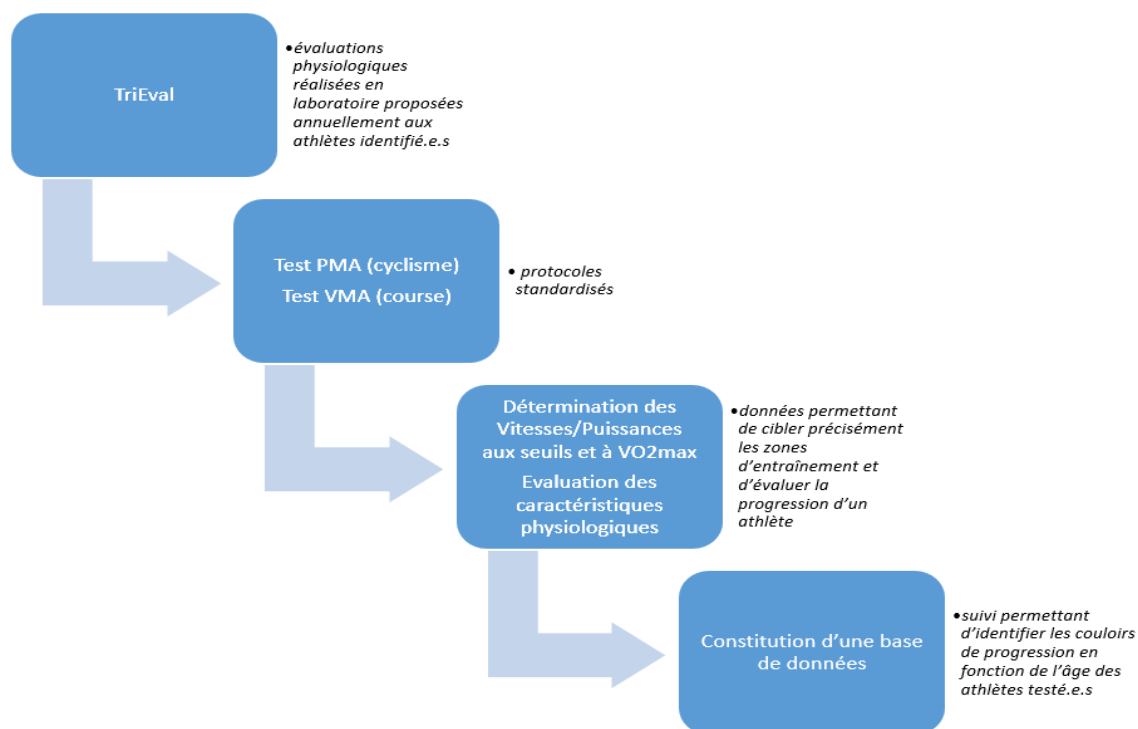 TriEval
•évaluations
physiologiques
réalisées en
laboratoire proposées
annuellement aux
athlètes identifié.e.s
Test PMA (cyclisme)
Test VMA (course)
• protocoles
standardisés
Détermination des
Vitesses/Puissances
aux seuils et à VO2max
Evaluation des
caractéristiques
physiologiques
•données permettant
de cibler précisément
les zones
d’entraînement et
d’évaluer la
progression d’un
athlète
Constitution d’une base
de données
•suivi permettant
d’identifier les couloirs
de progression en
fonction de l’âge des
athlètes testé.e.s